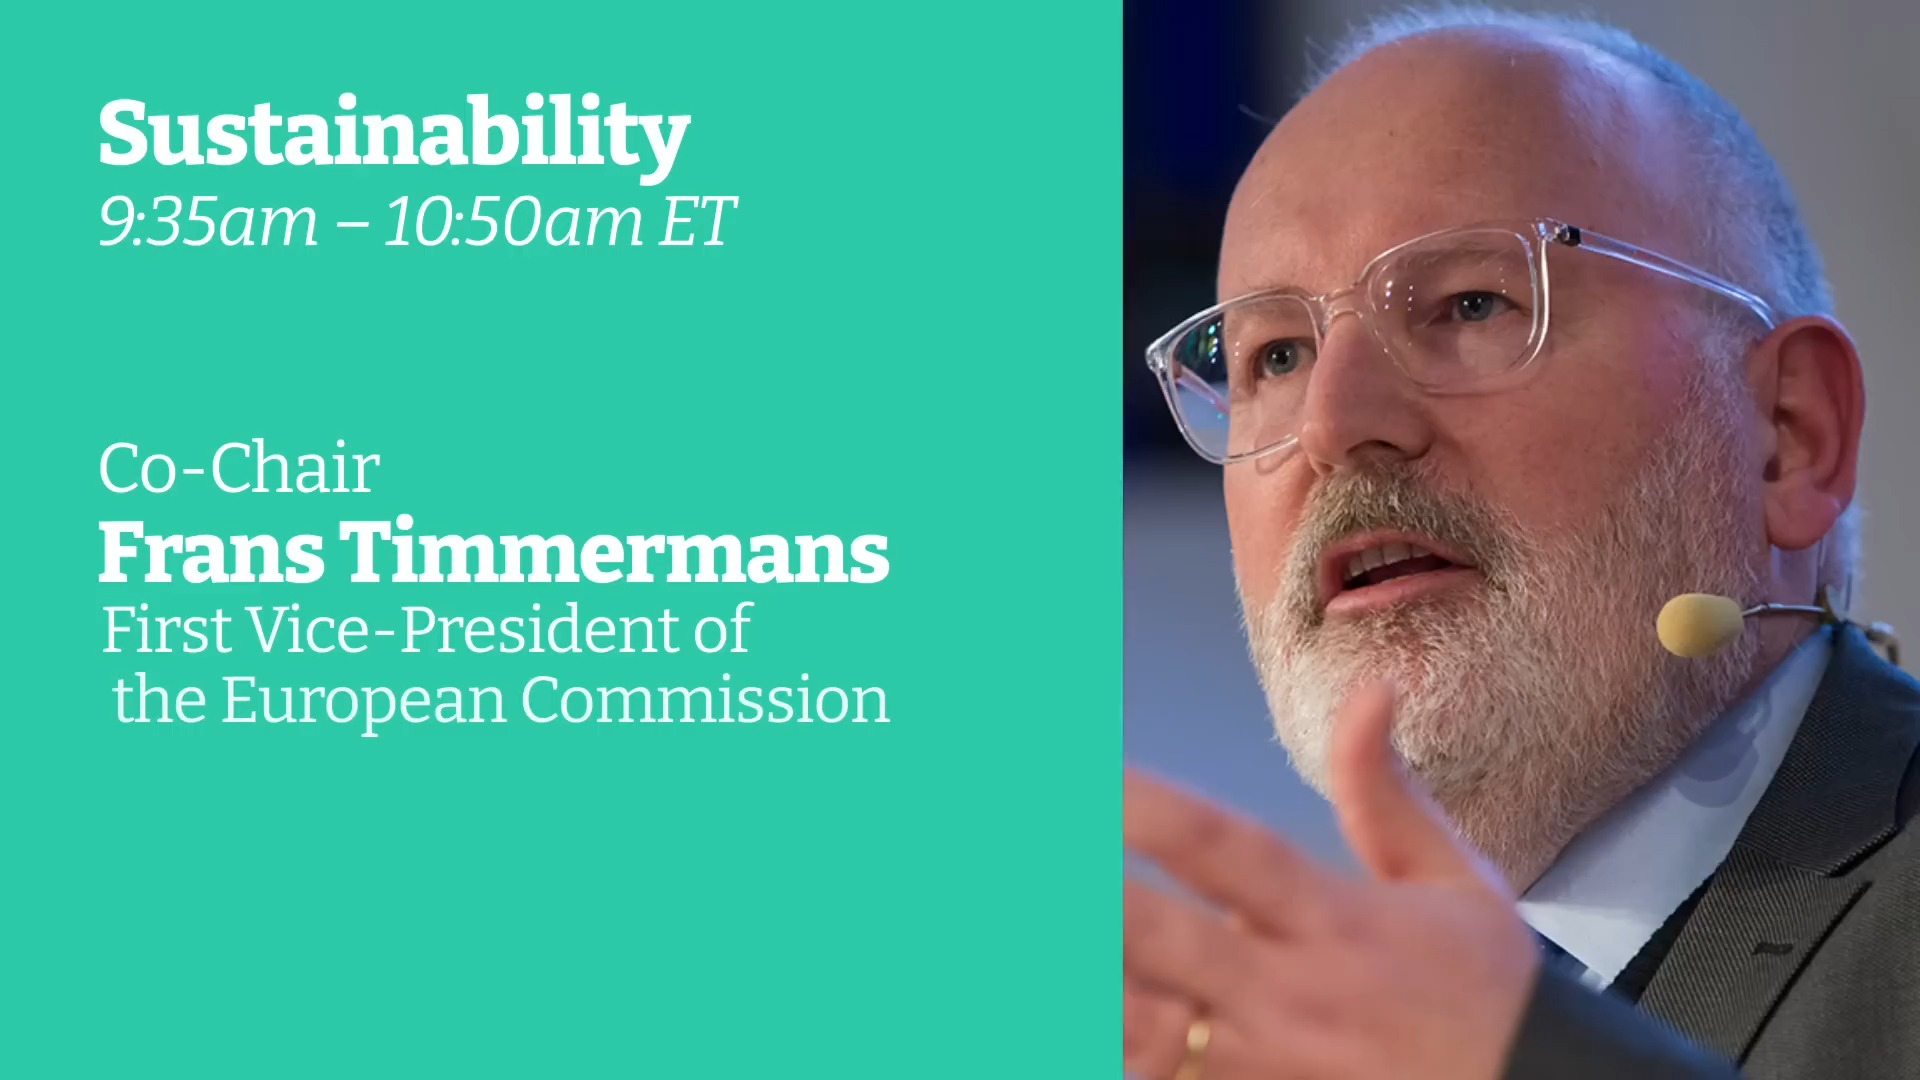 Sustainability
9:35am – 10:50am ET
Co-Chair
Frans Timmermans
First Vice-President of
the European Commission